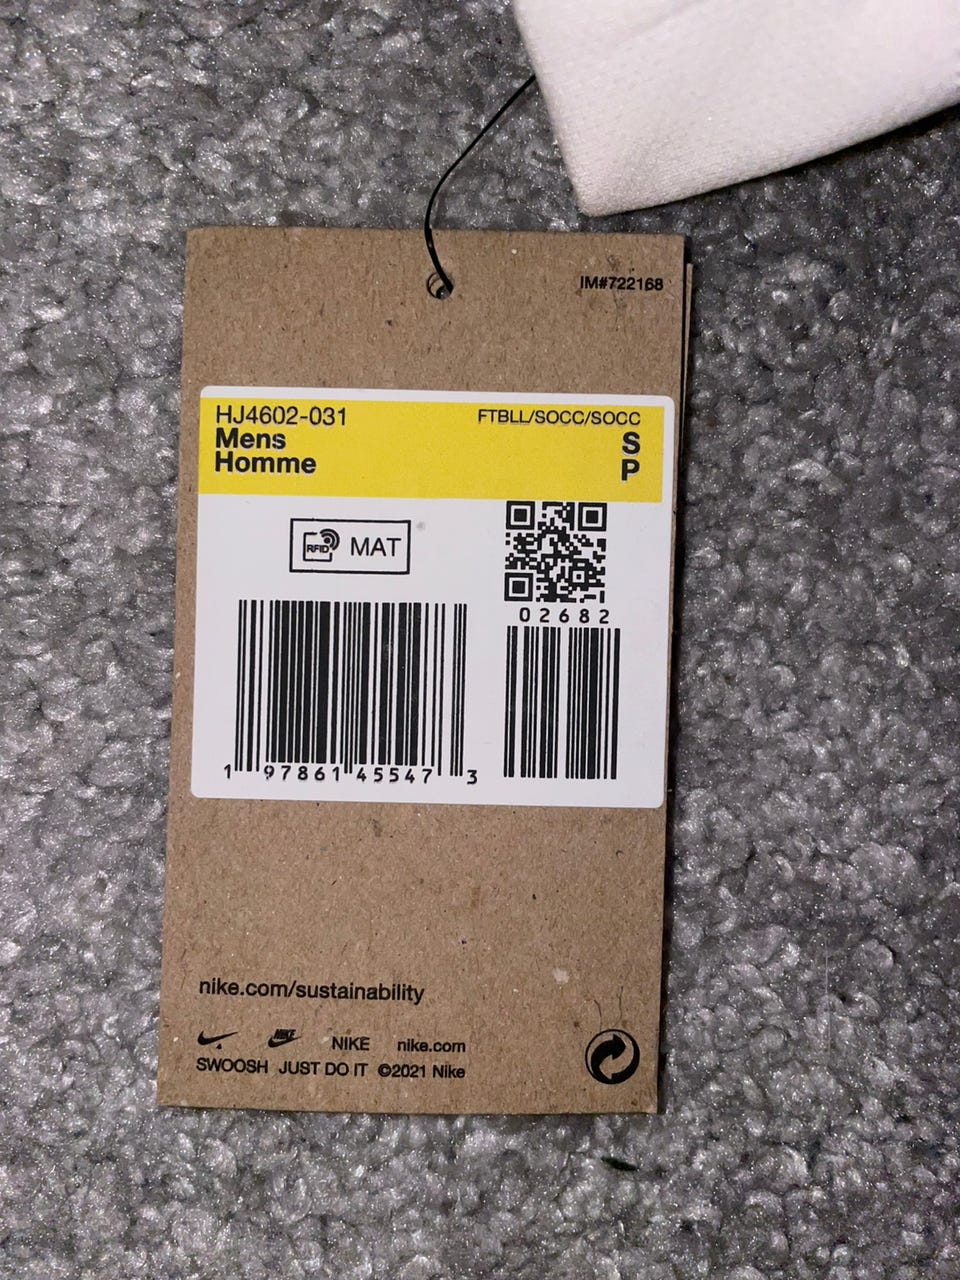 IM#722168
HJ4602-031 FTBLL/SOCC/SOCC
Mens S
Homme P
RFID MAT
02682
1 97861 45547 3
nike.com/sustainability
NIKE NIKE nike.com
SWOOSH JUST DO IT ©2021 Nike